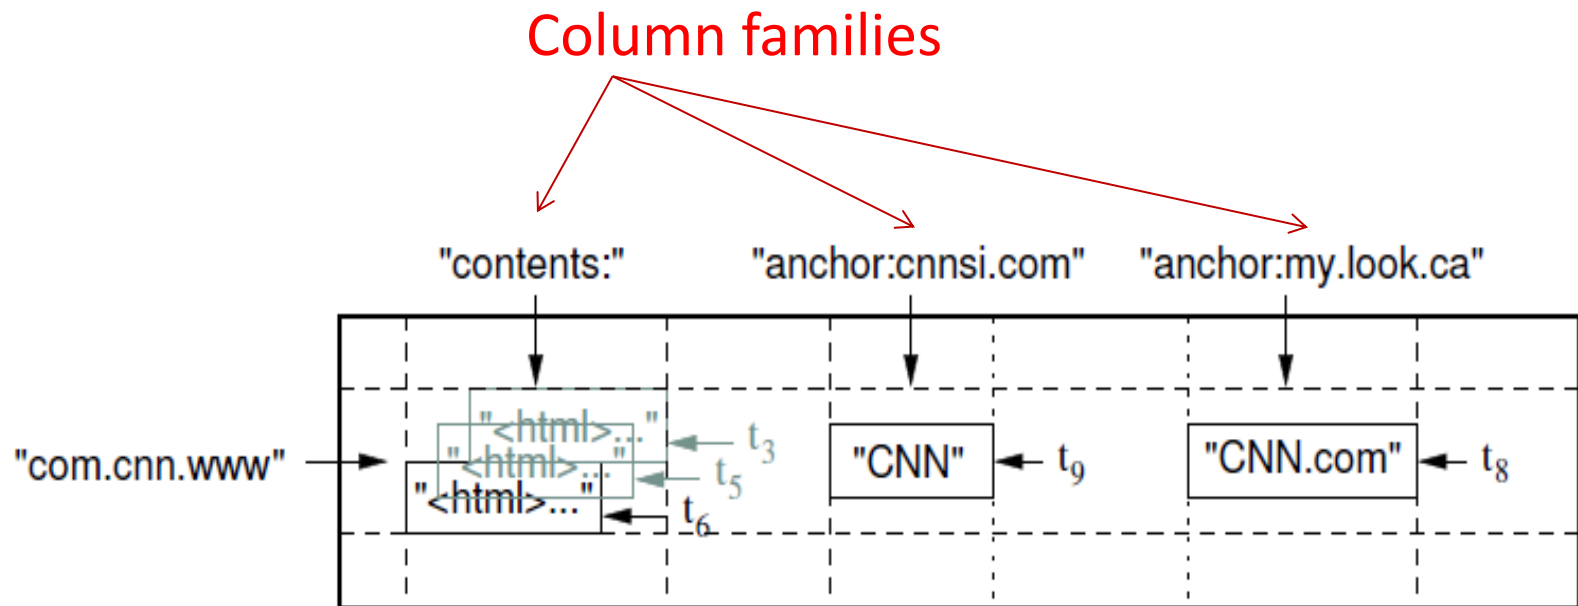 Column families
"contents:" "anchor:cnnsi.com" "anchor:my.look.ca"
"<html>..." t3
"com.cnn.www" "<html>..." t5 "CNN" t9 "CNN.com" t8
"<html>..." t6